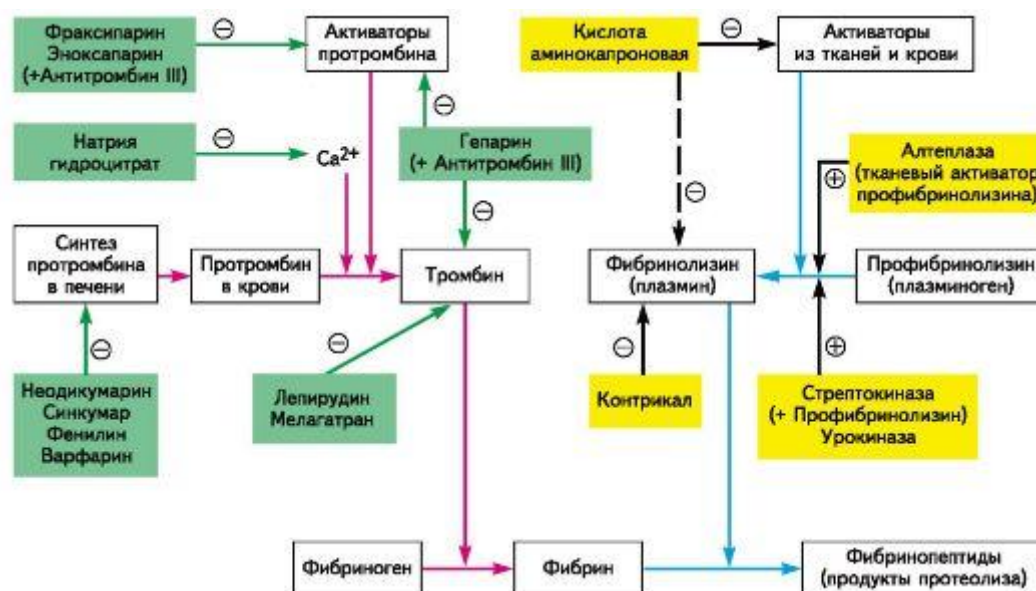 Фраксипарин
Эноксапарин
(+Антитромбин III)
⊖
Активаторы
протромбина
Кислота
аминокапроновая
⊖
Активаторы
из тканей и крови
Натрия
гидроцитрат
⊖
Ca2+
⊖
Гепарин
(+ Антитромбин III)
⊖
⊖
Алтеплаза
(тканевый активатор
профибринолизина)
⊕
Синтез
протромбина
в печени
Протромбин
в крови
Тромбин
Фибринолизин
(плазмин)
Профибринолизин
(плазминоген)
⊖
⊖
⊖
⊕
Неодикумарин
Синкумар
Фенилин
Варфарин
Лепирудин
Мелагатран
Контрикал
Стрептокиназа
(+ Профибринолизин)
Урокиназа
Фибриноген
Фибрин
Фибринопептиды
(продукты протеолиза)